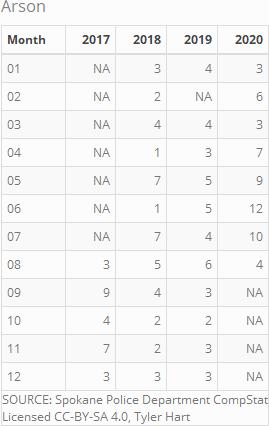 Arson
Month 2017 2018 2019 2020
01 NA 3 4 3
02 NA 2 NA 6
03 NA 4 4 3
04 NA 1 3 7
05 NA 7 5 9
06 NA 1 5 12
07 NA 7 4 10
08 3 5 6 4
09 9 4 3 NA
10 4 2 2 NA
11 7 2 3 NA
12 3 3 3 NA
SOURCE: Spokane Police Department CompStat
Licensed CC-BY-SA 4.0, Tyler Hart